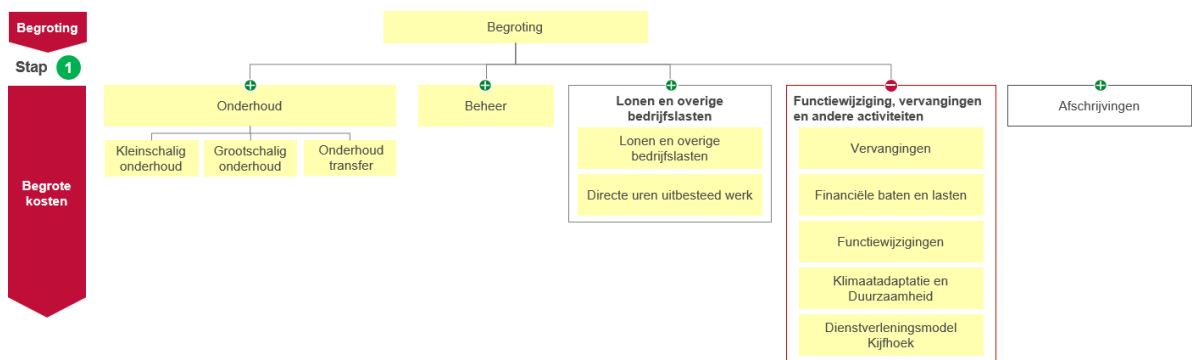 Begroting
Begroting
Stap 1
Onderhoud
Beheer
Lonen en overige
bedrijfslasten
Functiewijziging, vervangingen
en andere activiteiten
Afschrijvingen
Kleinschalig
onderhoud
Grootschalig
onderhoud
Onderhoud
transfer
Lonen en overige
bedrijfslasten
Directe uren uitbesteed werk
Vervangingen
Financiële baten en lasten
Functiewijzigingen
Klimaatadaptatie en
Duurzaamheid
Dienstverleningsmodel
Kijfhoek
Begrote
kosten